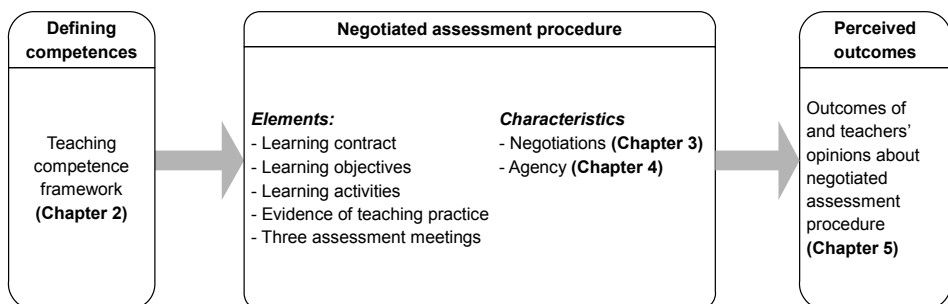 Defining
competences
Teaching
competence
framework
(Chapter 2)
Negotiated assessment procedure
Elements:
- Learning contract
- Learning objectives
- Learning activities
- Evidence of teaching practice
- Three assessment meetings
Characteristics
- Negotiations (Chapter 3)
- Agency (Chapter 4)
Perceived
outcomes
Outcomes of
and teachers’
opinions about
negotiated
assessment
procedure
(Chapter 5)